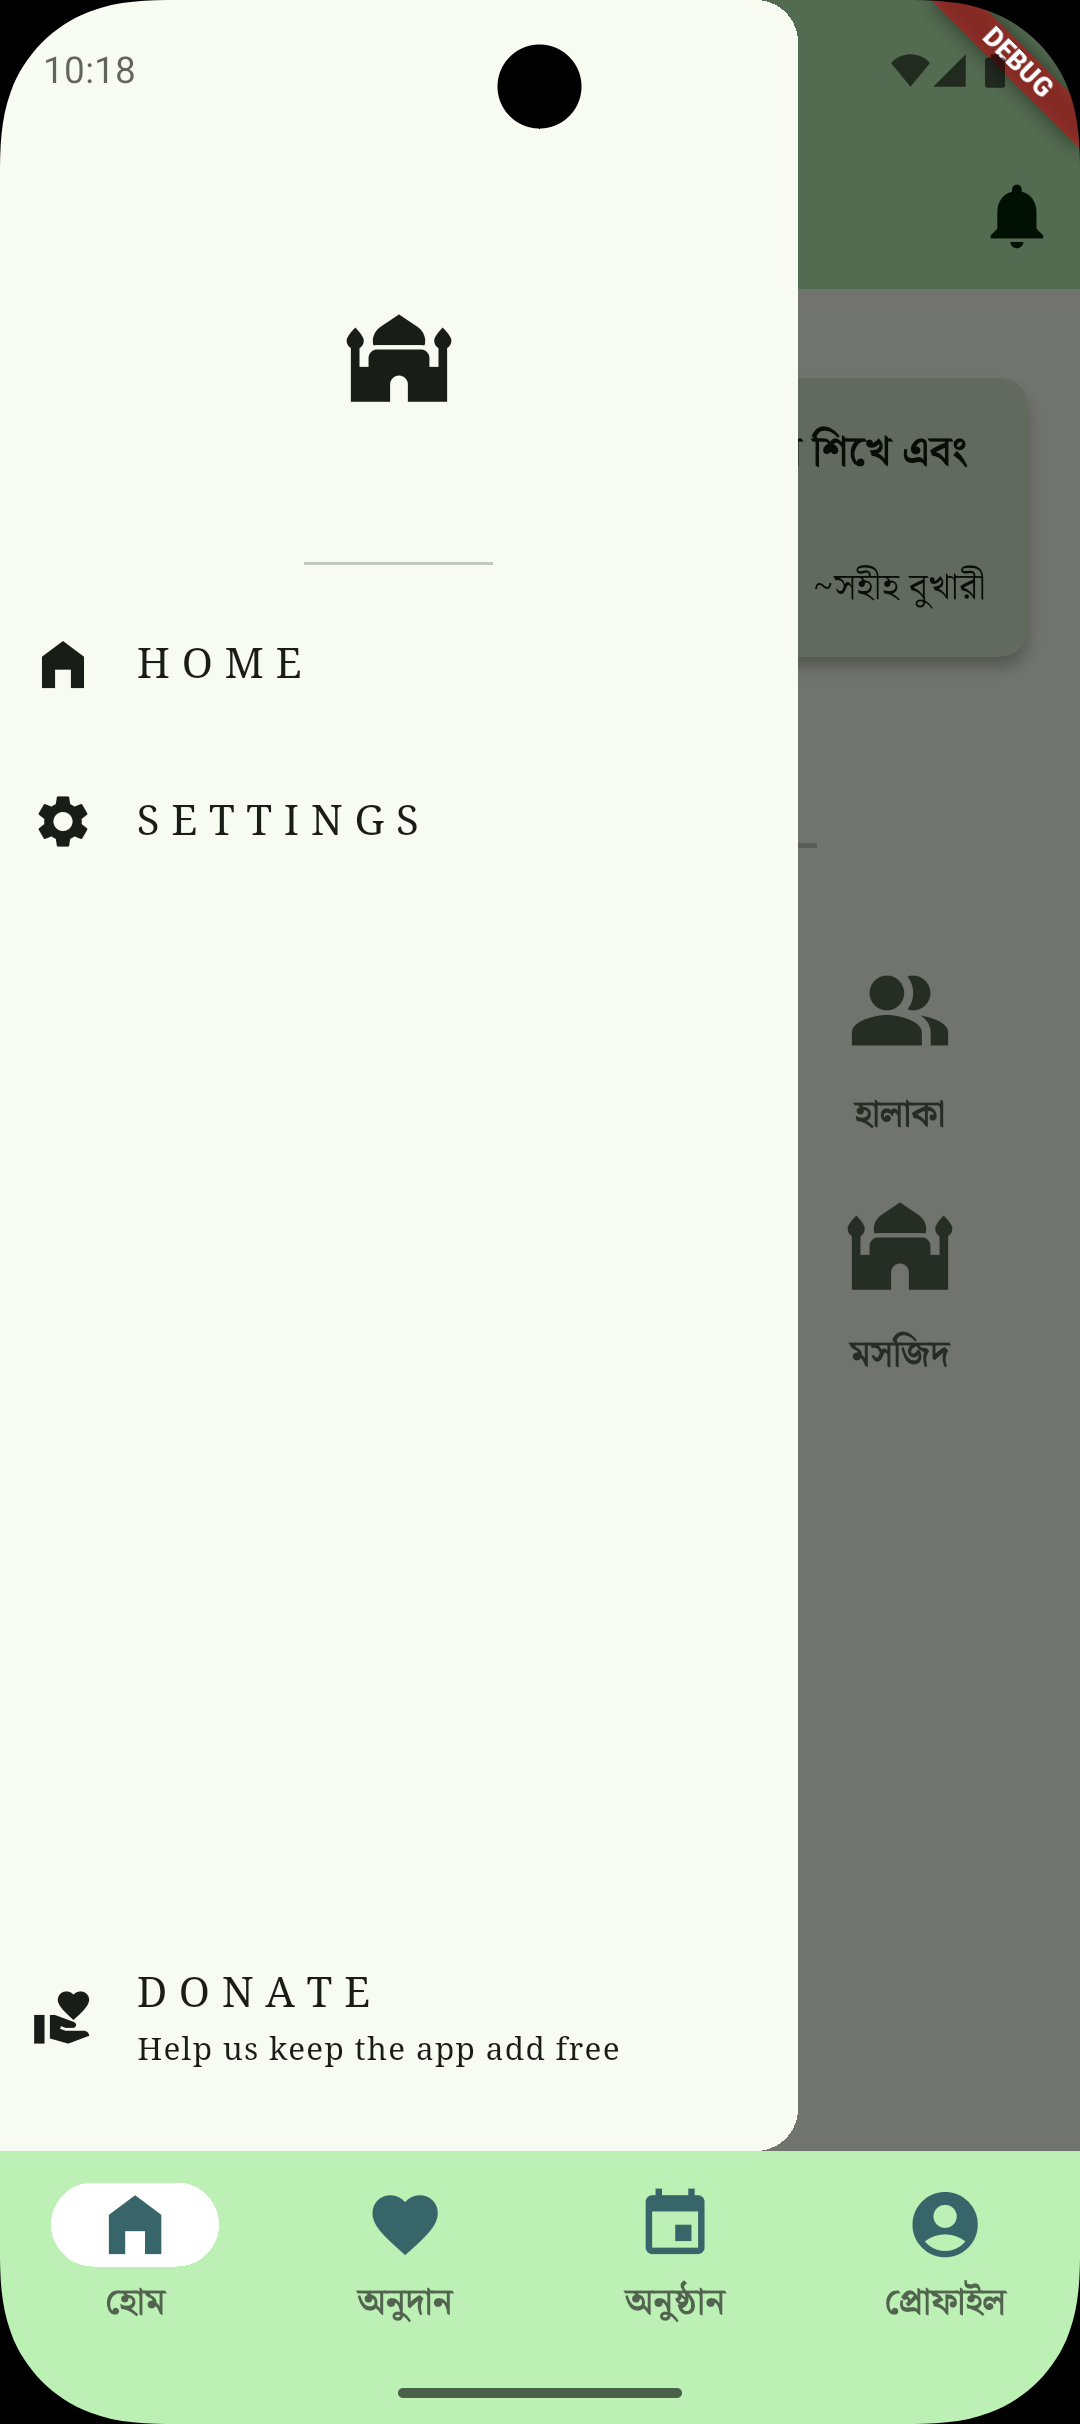 10:18
DEBUG
শিখে এবং
~সহীহ বুখারী
HOME
SETTINGS
হালাকা
মসজিদ
DONATE
Help us keep the app add free
হোম
অনুদান
অনুষ্ঠান
প্রোফাইল